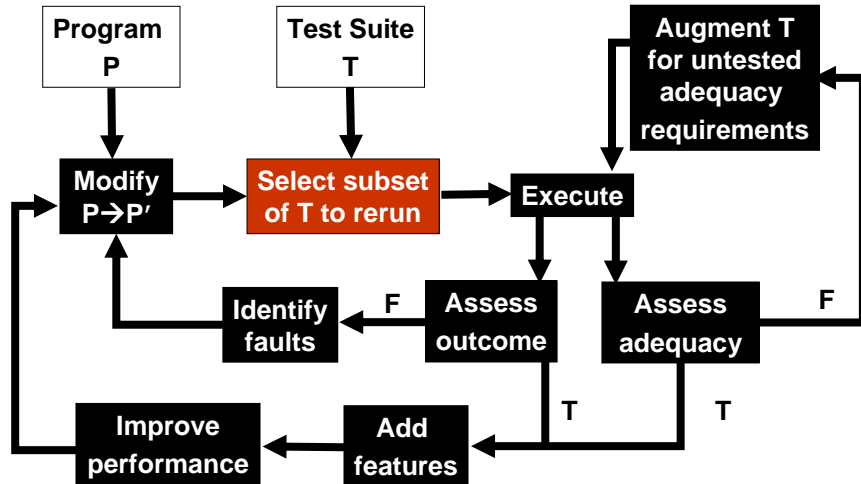 Program
P
Test Suite
T
Augment T
for untested
adequacy
requirements
Modify
P→P′
Select subset
of T to rerun
Execute
Identify
faults
F
Assess
outcome
Assess
adequacy
F
T
T
Improve
performance
Add
features